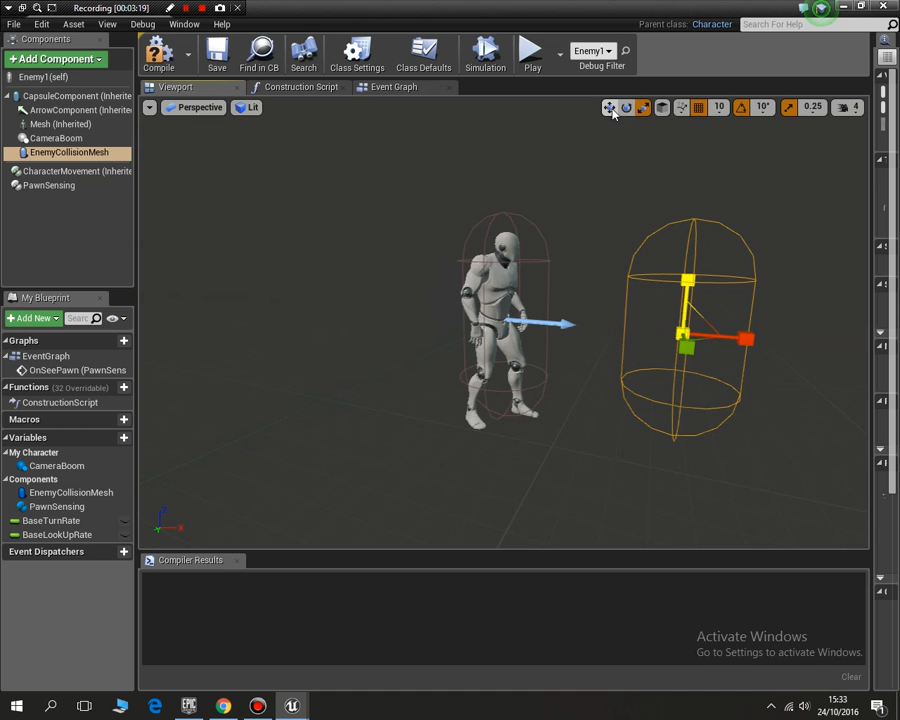 Recording [00:03:19]
File Edit Asset View Debug Window Help
Parent class: Character
Search For Help
Components
+ Add Component
Enemy1(self)
CapsuleComponent (Inherite
ArrowComponent (Inherite
Mesh (Inherited)
CameraBoom
EnemyCollisionMesh
CharacterMovement (Inherite
PawnSensing
My Blueprint
Add New
Searc
Graphs
EventGraph
OnSeePawn (PawnSens
Functions (32 Overridable)
ConstructionScript
Macros
Variables
My Character
CameraBoom
Components
EnemyCollisionMesh
PawnSensing
BaseTurnRate
BaseLookUpRate
Event Dispatchers
Compile
Save
Find in CB
Search
Class Settings
Class Defaults
Simulation
Play
Enemy1
Debug Filter
Viewport
Construction Script
Event Graph
Perspective
Lit
10
10°
0.25
4
Z
X
Compiler Results
Activate Windows
Go to Settings to activate Windows.
Clear
EPIC
15:33
24/10/2016